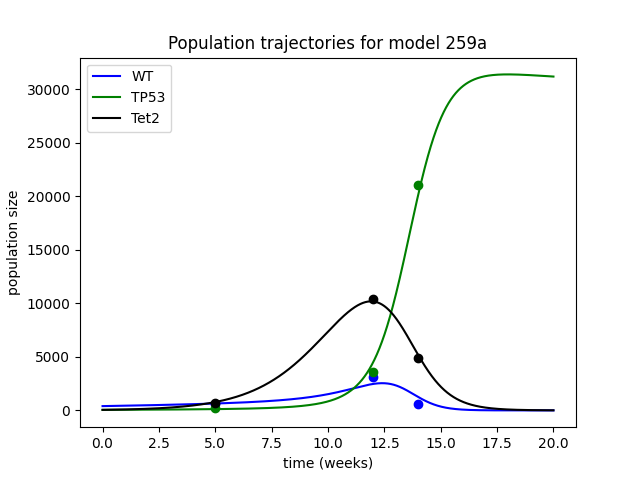 Population trajectories for model 259a
WT
TP53
Tet2
population size
30000
25000
20000
15000
10000
5000
0
0.0 2.5 5.0 7.5 10.0 12.5 15.0 17.5 20.0
time (weeks)